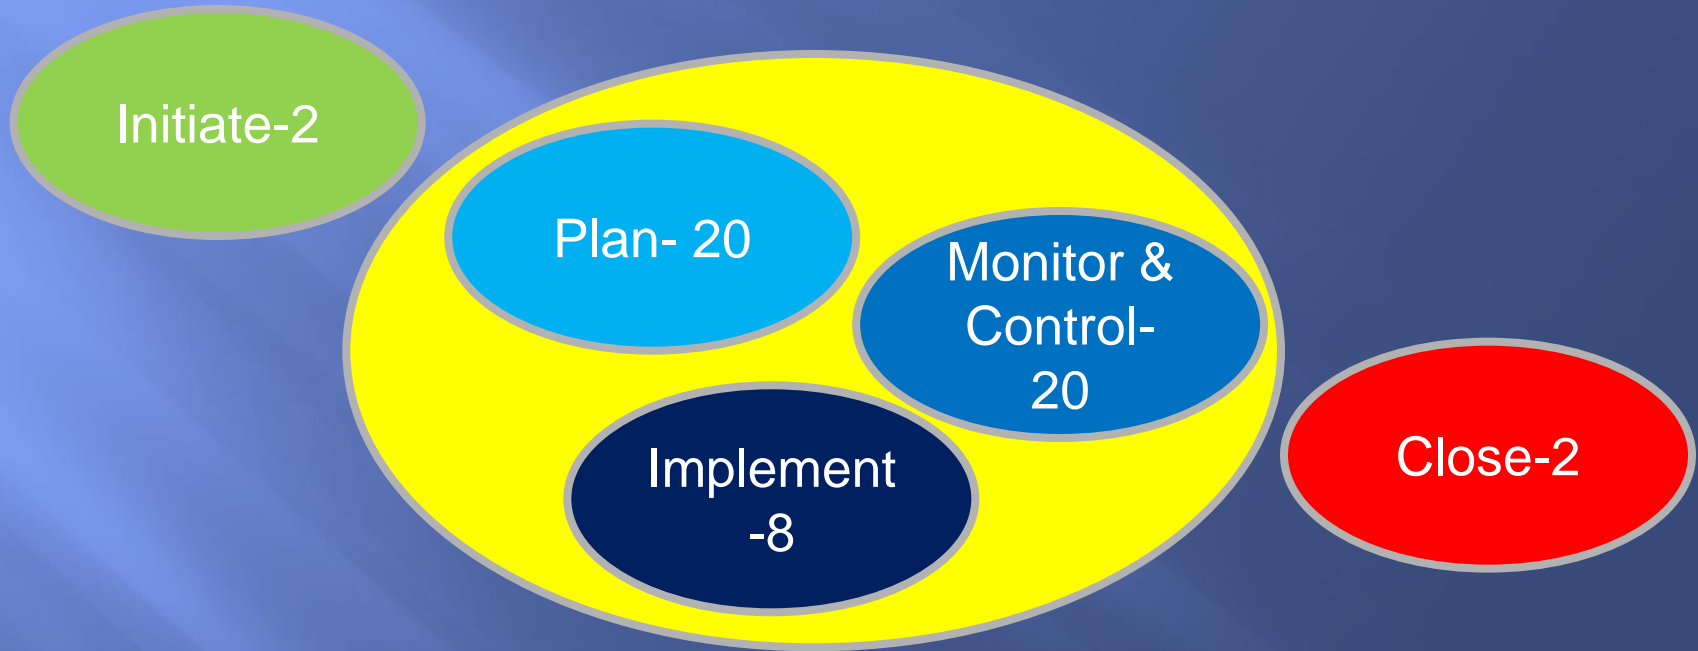 Initiate-2
Plan- 20
Monitor &
Control-
20
Implement
-8
Close-2